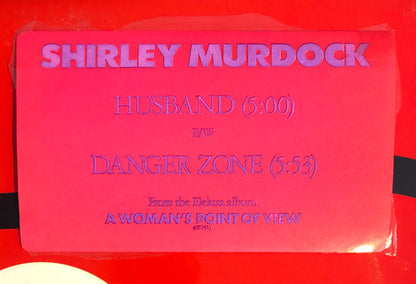 SHIRLEY MURDOCK
HUSBAND (5:00)
b/w
DANGER ZONE (5:53)
From the Elektra album
A WOMAN'S POINT OF VIEW